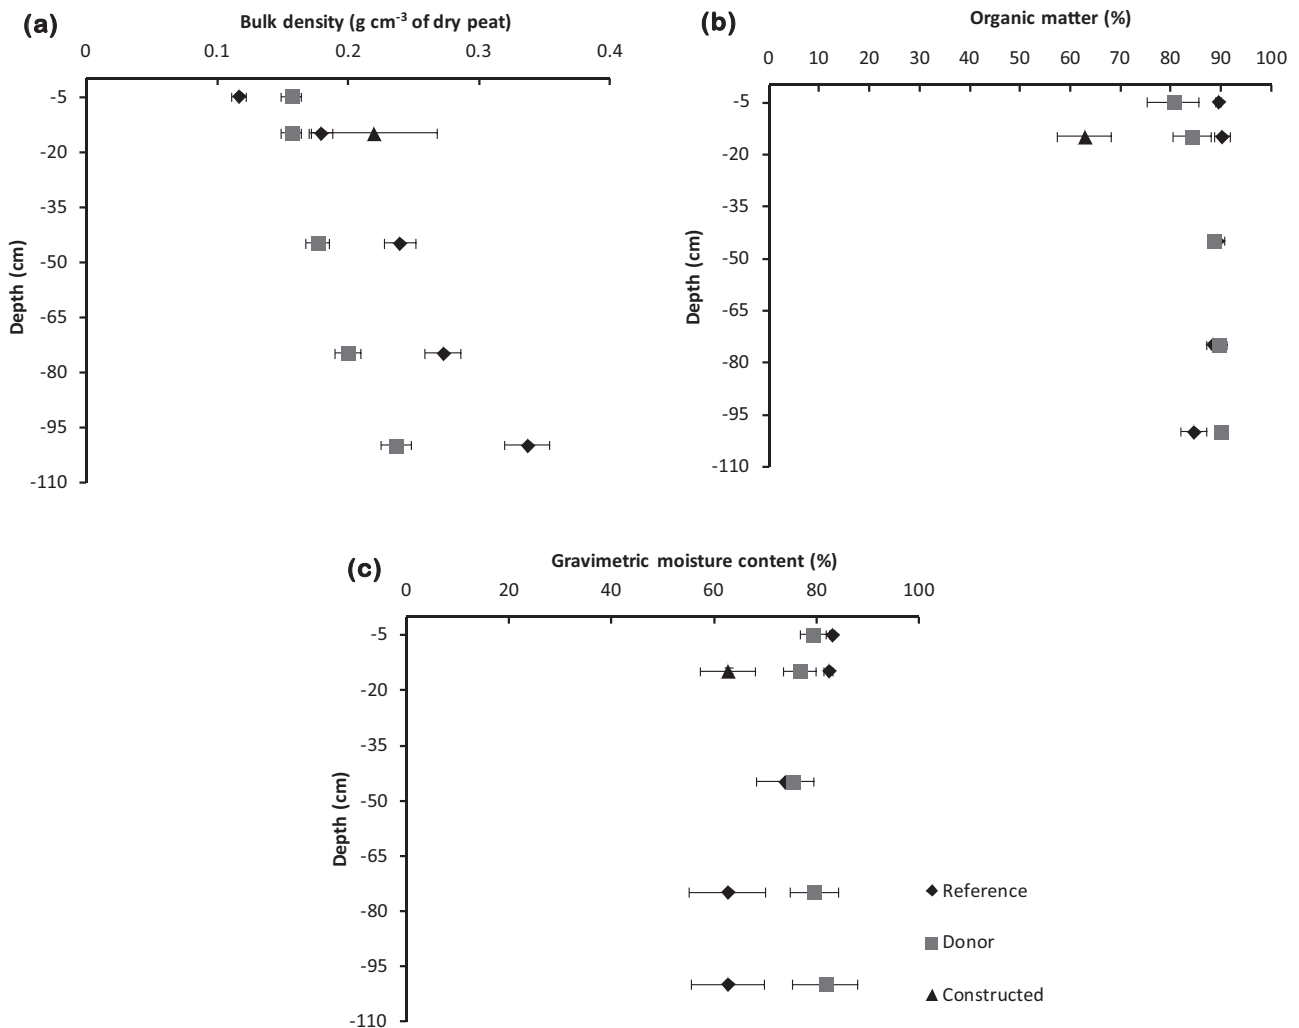 (a)
Bulk density (g cm-3 of dry peat)
0 0.1 0.2 0.3 0.4
-5
-20
-35
-50
-65
-80
-95
-110
Depth (cm)
(b)
Organic matter (%)
0 10 20 30 40 50 60 70 80 90 100
-5
-20
-35
-50
-65
-80
-95
-110
Depth (cm)
(c)
Gravimetric moisture content (%)
0 20 40 60 80 100
-5
-20
-35
-50
-65
-80
-95
-110
Depth (cm)
Reference
Donor
Constructed